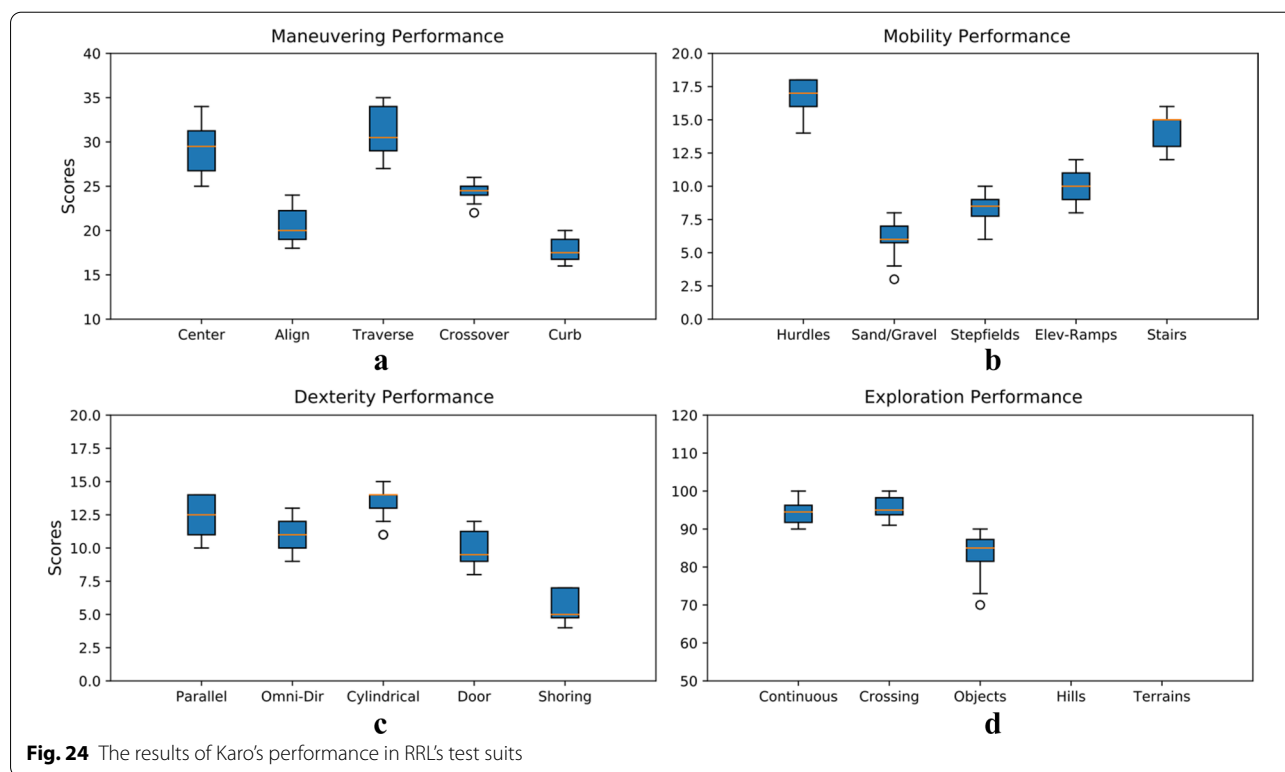 Maneuvering Performance
40
35
30
25
20
15
10
Scores
Center Align Traverse Crossover Curb
a
Mobility Performance
20.0
17.5
15.0
12.5
10.0
7.5
5.0
2.5
0.0
Hurdles Sand/Gravel Stepfields Elev-Ramps Stairs
b
Dexterity Performance
20.0
17.5
15.0
12.5
10.0
7.5
5.0
2.5
0.0
Scores
Parallel Omni-Dir Cylindrical Door Shoring
c
Exploration Performance
120
110
100
90
80
70
60
50
Continuous Crossing Objects Hills Terrains
d
Fig. 24 The results of Karo’s performance in RRL’s test suits